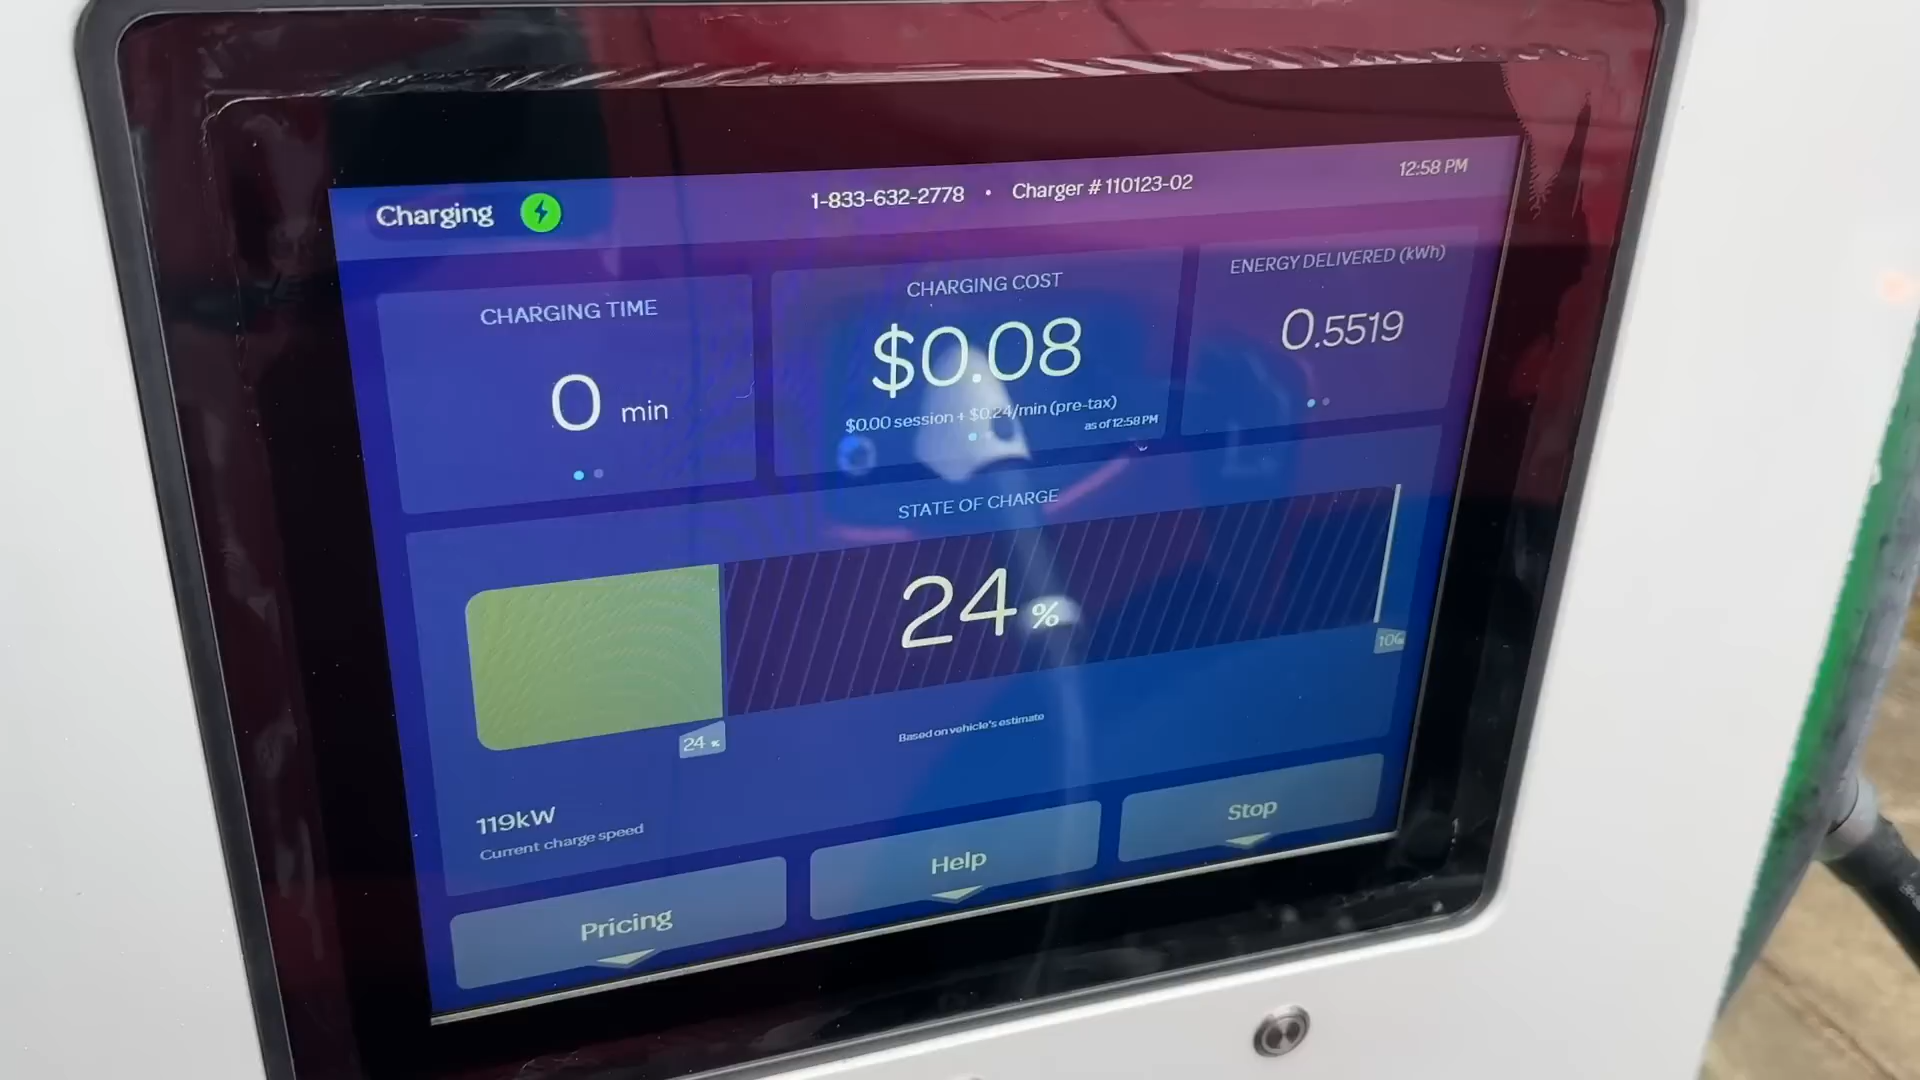 Charging
1-833-632-2778 • Charger # 110123-02
12:58 PM
CHARGING TIME
0 min
CHARGING COST
$0.08
$0.00 session + $0.24/min (pre-tax)
as of 12:58 PM
ENERGY DELIVERED (kWh)
0.5519
STATE OF CHARGE
24 %
24 %
100
Based on vehicle's estimate
119kW
Current charge speed
Pricing
Help
Stop